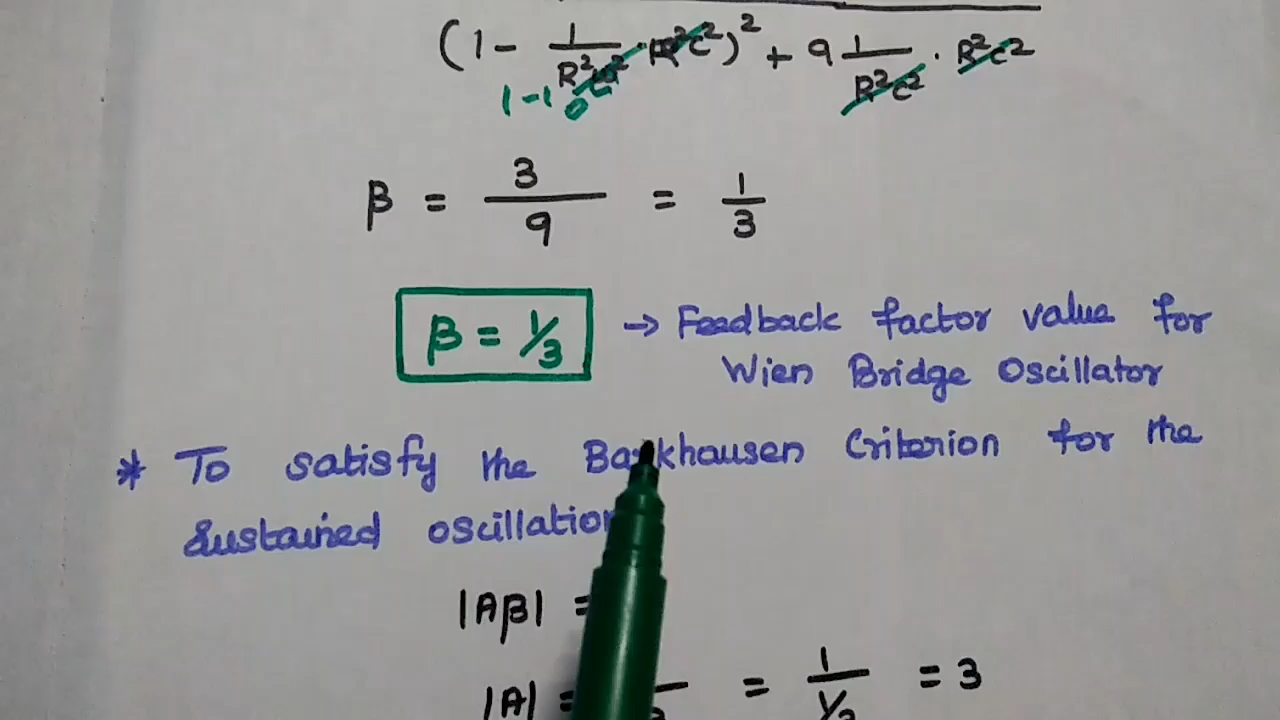 (1 - 1/R²C² · R²C²)² + 9 1/R²C² · R²C²
1-1 0
β = 3/9 = 1/3
β = 1/3 → Feedback factor value for
Wien Bridge Oscillator
* To satisfy the Barkhausen Criterion for the
sustained oscillation
|Aβ| =
|A| = = 1/1/3 = 3